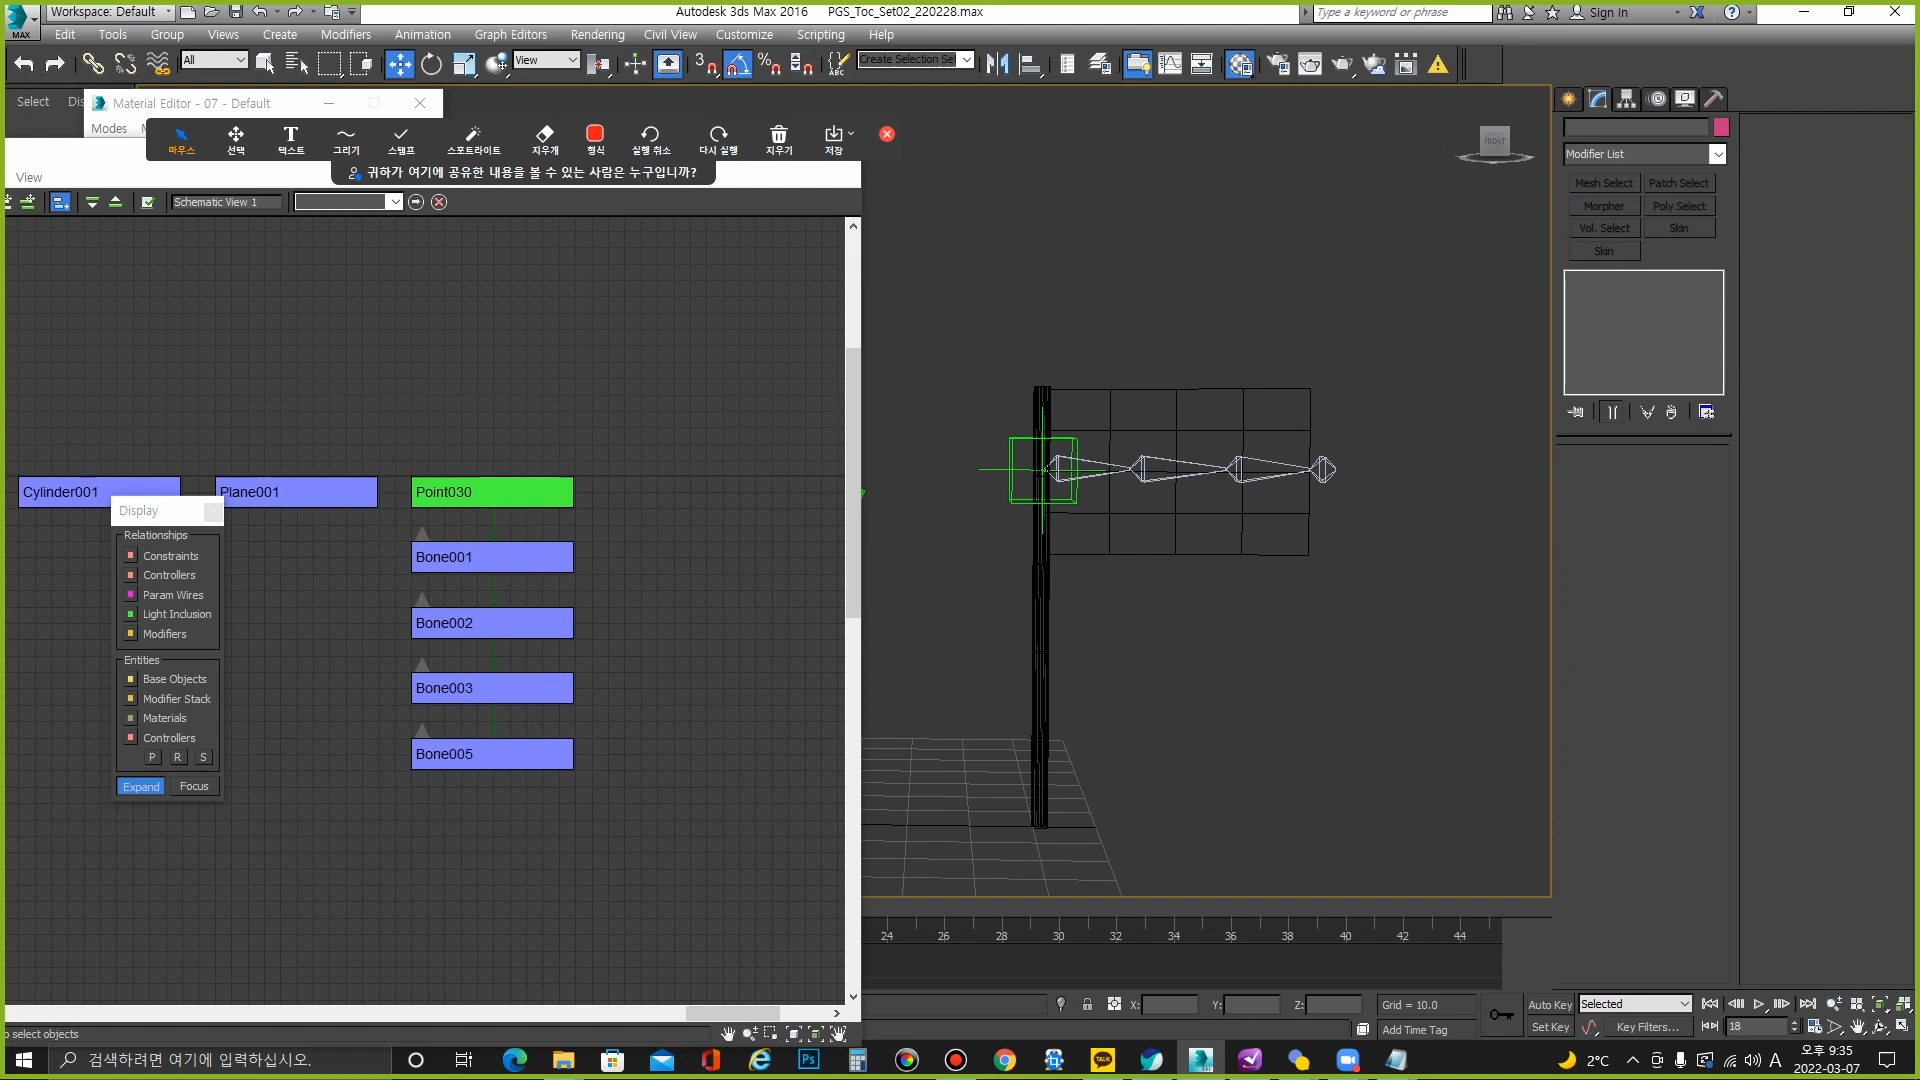 Workspace: Default
Autodesk 3ds Max 2016 PGS_Toc_Set02_220228.max
Type a keyword or phrase
Sign In
MAX
Edit Tools Group Views Create Modifiers Animation Graph Editors Rendering Civil View Customize Scripting Help
All
View
3
ABC
Create Selection Se
Select
Material Editor - 07 - Default
Modes
마우스 선택 텍스트 그리기 스탬프 스포트라이트 지우개 형식 실행 취소 다시 실행 지우기 저장
귀하가 여기에 공유한 내용을 볼 수 있는 사람은 누구입니까?
View
Schematic View 1
FRONT
Modifier List
Mesh Select Patch Select
Morpher Poly Select
Vol. Select Skin
Skin
Cylinder001 Plane001 Point030
Bone001
Bone002
Bone003
Bone005
Display
Relationships
Constraints
Controllers
Param Wires
Light Inclusion
Modifiers
Entities
Base Objects
Modifier Stack
Materials
Controllers
P R S
Expand Focus
24 26 28 30 32 34 36 38 40 42 44
X: Y: Z: Grid = 10.0
Auto Key Selected
Add Time Tag
Set Key Key Filters... 18
o select objects
검색하려면 여기에 입력하십시오.
Ps
TALK
2°C
A
오후 9:35
2022-03-07